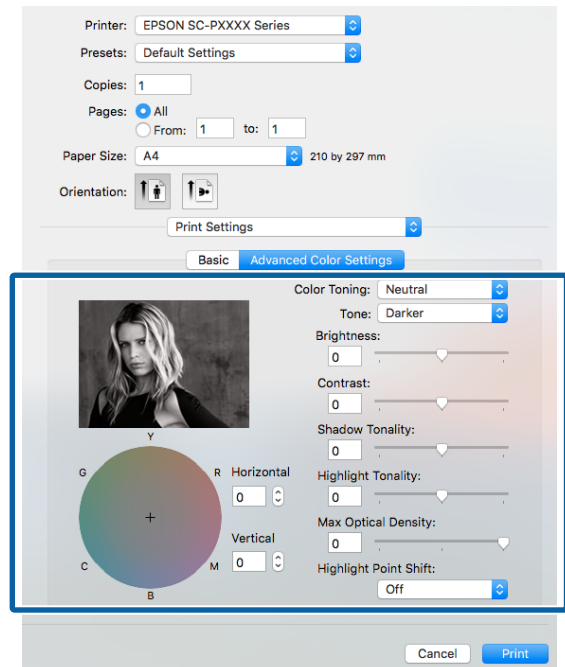 Printer: EPSON SC-PXXXX Series
Presets: Default Settings
Copies: 1
Pages: All
From: 1 to: 1
Paper Size: A4 210 by 297 mm
Orientation:
Print Settings
Basic Advanced Color Settings
Color Toning: Neutral
Tone: Darker
Brightness:
0
Contrast:
0
Shadow Tonality:
0
Highlight Tonality:
0
Max Optical Density:
0
Highlight Point Shift:
Off
Y
G R
C M
B
Horizontal
0
Vertical
0
Cancel Print